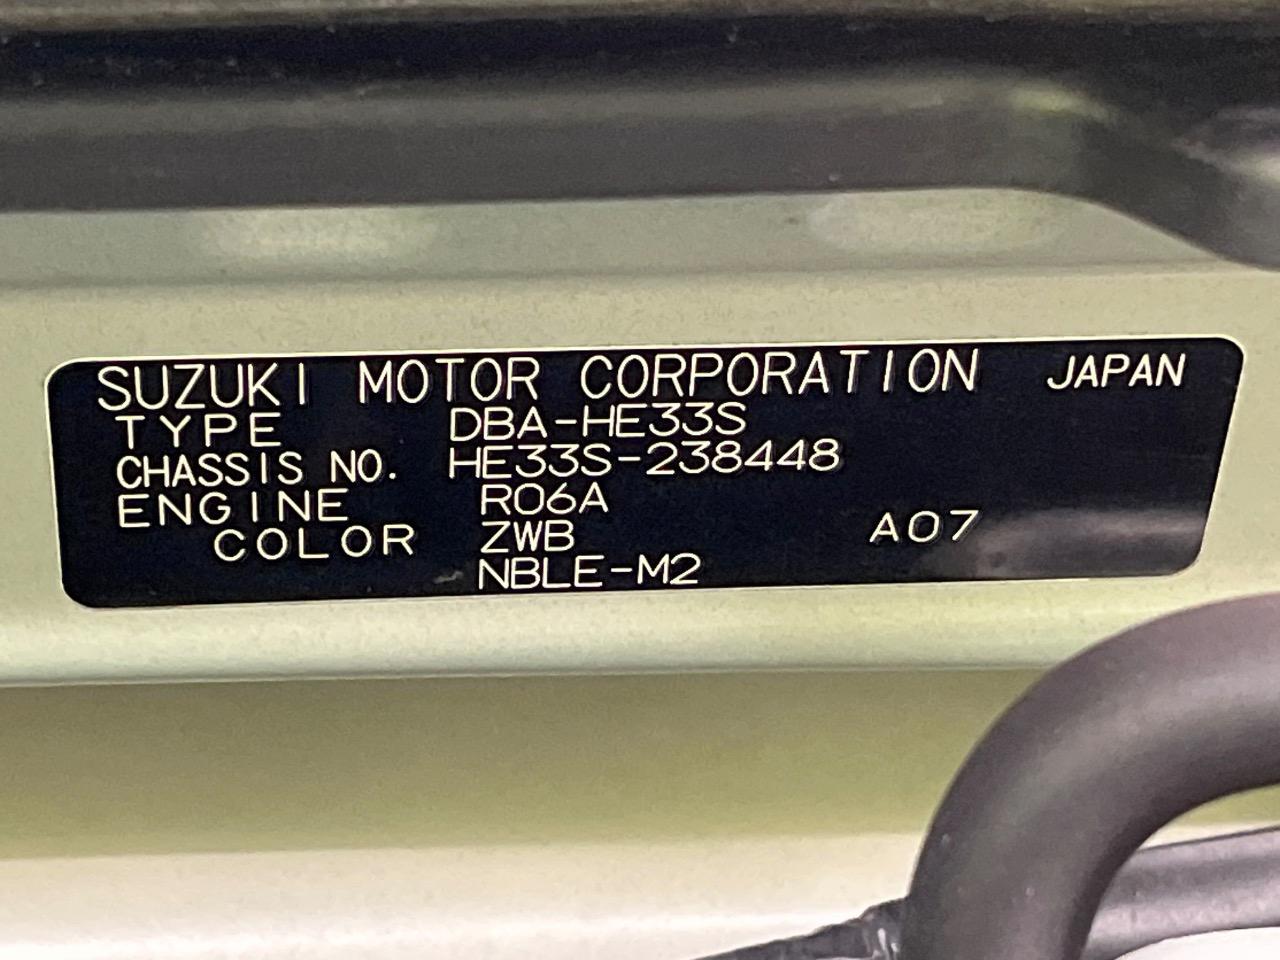 SUZUKI MOTOR CORPORATION JAPAN
TYPE DBA-HE33S
CHASSIS NO. HE33S-238448
ENGINE R06A
COLOR ZWB A07
NBLE-M2